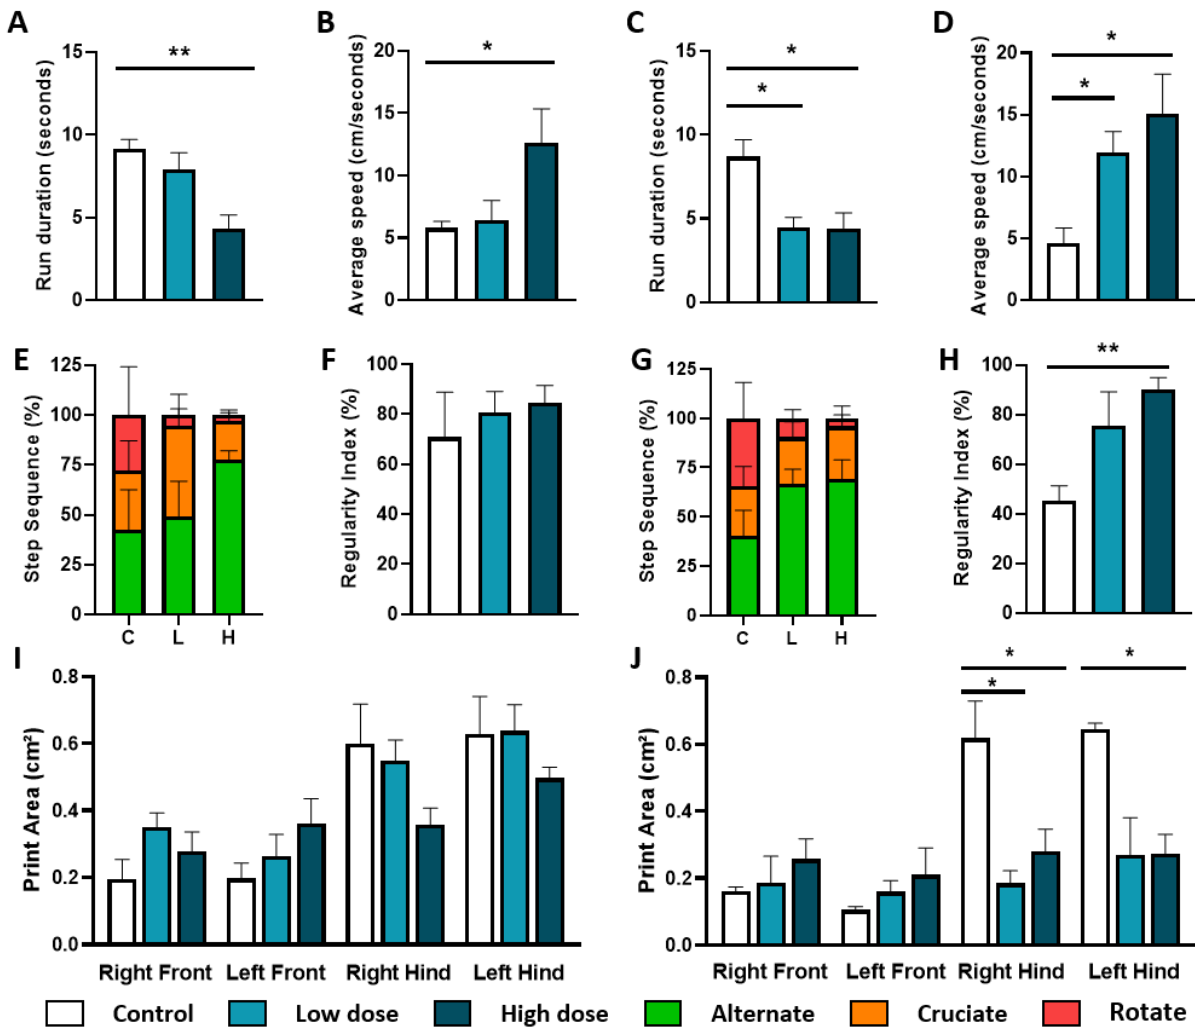 A
Run duration (seconds)
15
10
5
0
**
B
Average speed (cm/seconds)
20
15
10
5
0
*
C
Run duration (seconds)
15
10
5
0
*
*
D
Average speed (cm/seconds)
20
15
10
5
0
*
*
E
Step Sequence (%)
125
100
75
50
25
0
C L H
F
Regularity Index (%)
100
80
60
40
20
0
G
Step Sequence (%)
125
100
75
50
25
0
C L H
H
Regularity Index (%)
100
80
60
40
20
0
**
I
Print Area (cm²)
0.8
0.6
0.4
0.2
0.0
Right Front Left Front Right Hind Left Hind
J
Print Area (cm²)
0.8
0.6
0.4
0.2
0.0
*
*
*
Right Front Left Front Right Hind Left Hind
Control Low dose High dose Alternate Cruciate Rotate